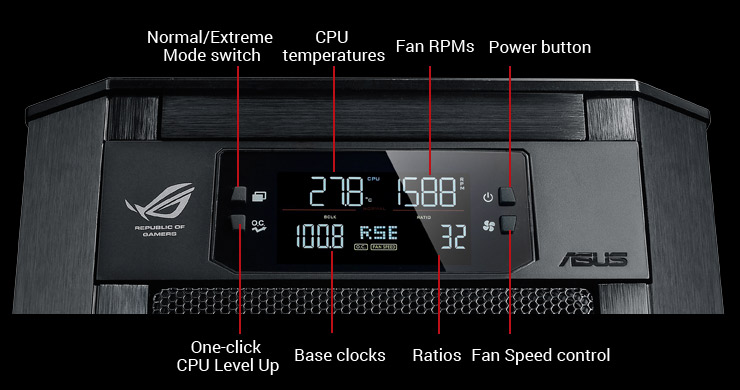 Normal/Extreme
Mode switch
CPU
temperatures
Fan RPMs
Power button
CPU
27.8 °C
1588 RPM
REPUBLIC OF
GAMERS
O.C.
BCLK
RATIO
100.8
RSE
32
O.C
FAN SPEED
ASUS
One-click
CPU Level Up
Base clocks
Ratios
Fan Speed control